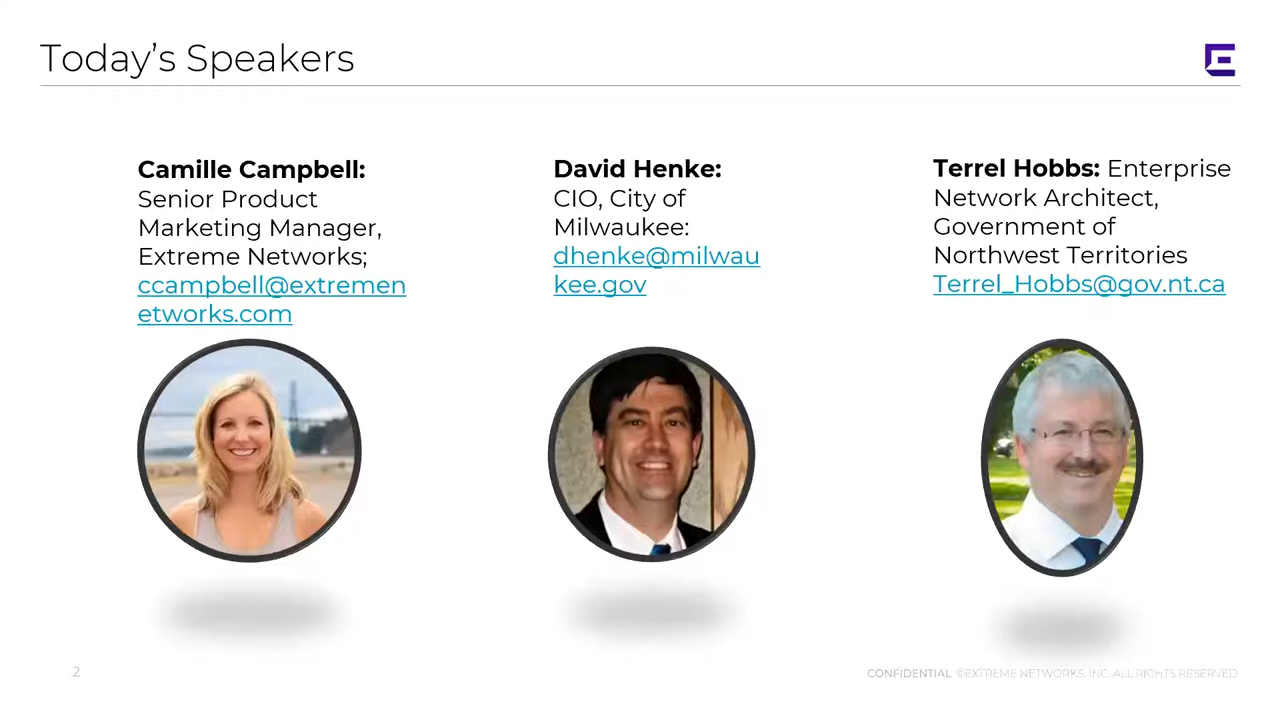 Today's Speakers
Camille Campbell:
Senior Product
Marketing Manager,
Extreme Networks;
ccampbell@extremen
etworks.com
David Henke:
CIO, City of
Milwaukee:
dhenke@milwau
kee.gov
Terrel Hobbs: Enterprise
Network Architect,
Government of
Northwest Territories
Terrel_Hobbs@gov.nt.ca
2
CONFIDENTIAL ©EXTREME NETWORKS, INC. ALL RIGHTS RESERVED